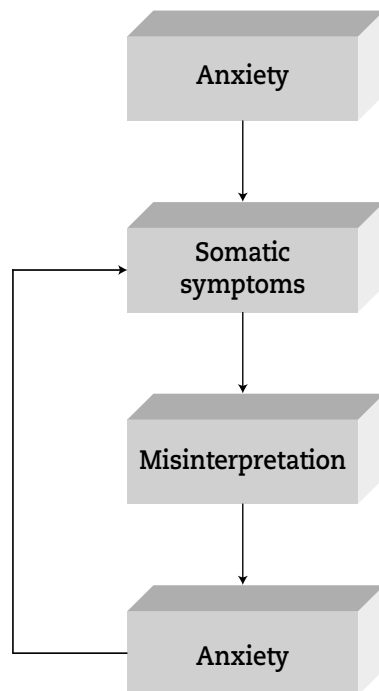 Anxiety
Somatic
symptoms
Misinterpretation
Anxiety